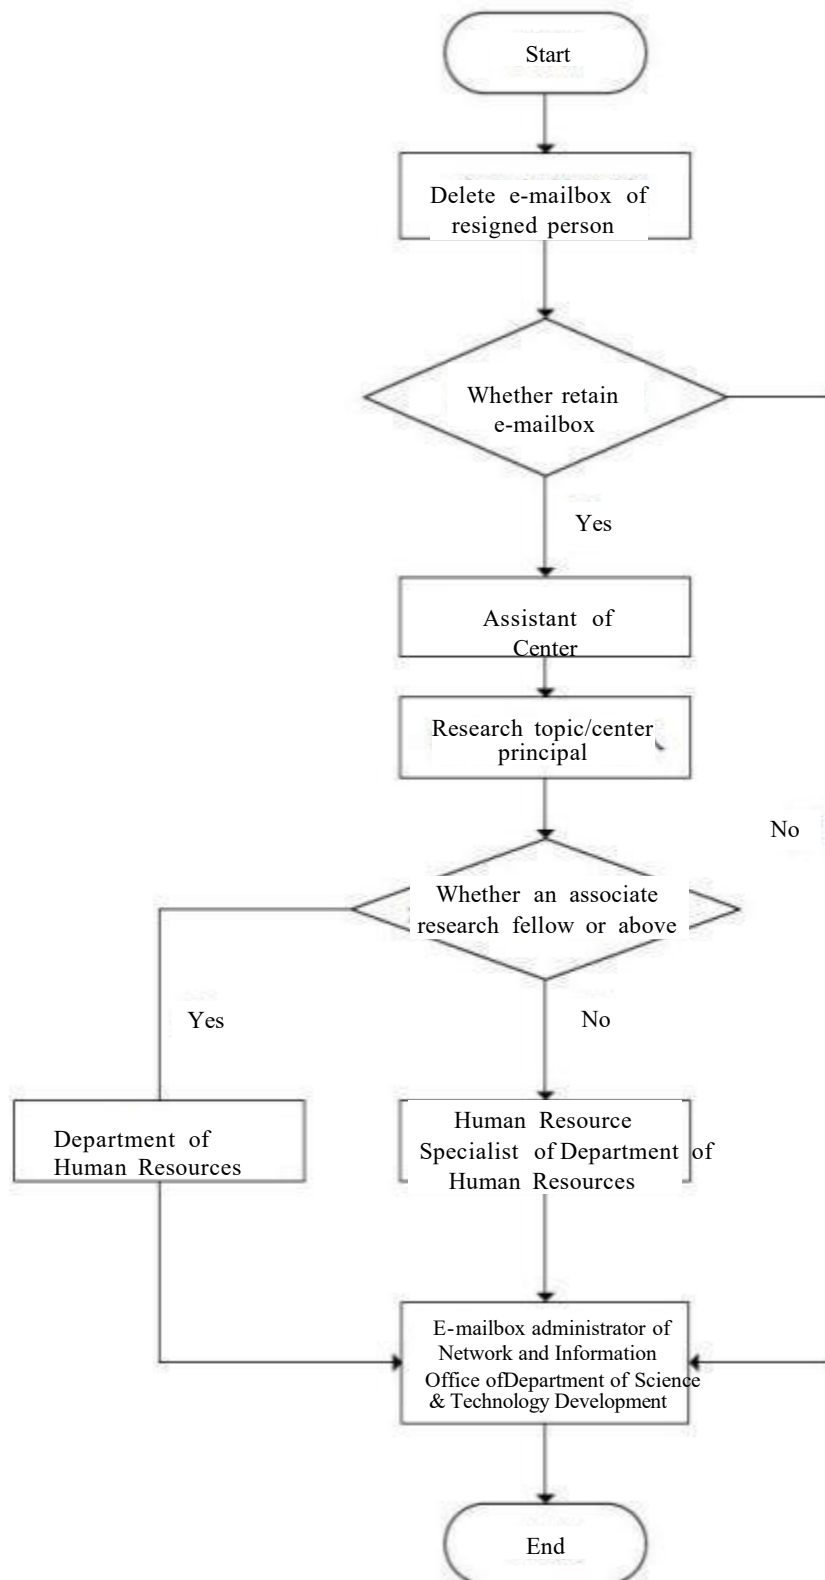 Start
Delete e-mailbox of
resigned person
Whether retain
e-mailbox
Yes
Assistant of
Center
Research topic/center
principal
No
Whether an associate
research fellow or above
Yes
No
Department of
Human Resources
Human Resource
Specialist of Department of
Human Resources
E-mailbox administrator of
Network and Information
Office ofDepartment of Science
& Technology Development
End